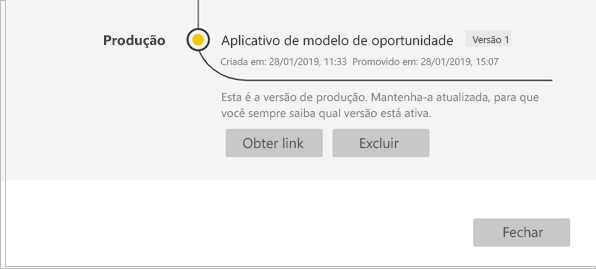 Produção
Aplicativo de modelo de oportunidade Versão 1
Criada em: 28/01/2019, 11:33 Promovido em: 28/01/2019, 15:07
Esta é a versão de produção. Mantenha-a atualizada, para que
você sempre saiba qual versão está ativa.
Obter link Excluir
Fechar